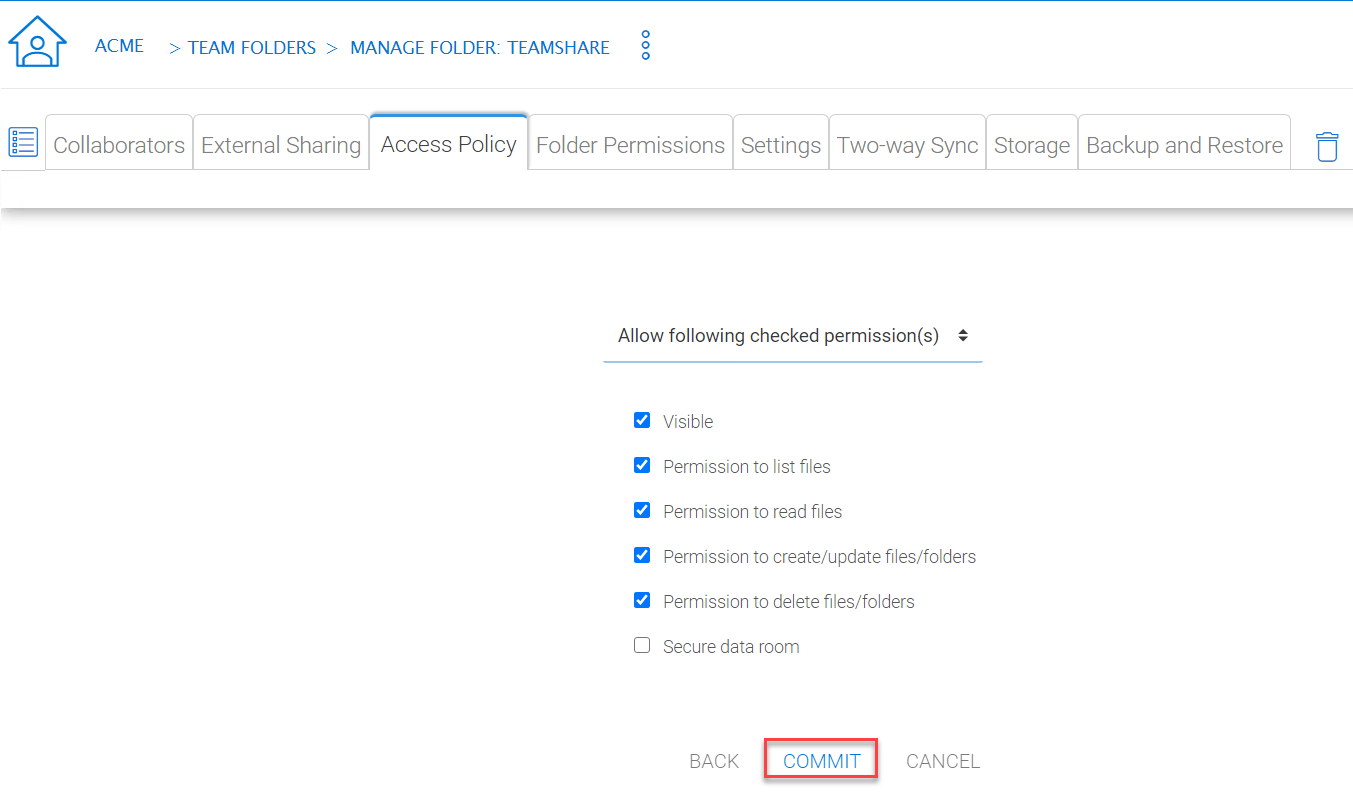 ACME > TEAM FOLDERS > MANAGE FOLDER: TEAMSHARE
Collaborators External Sharing Access Policy Folder Permissions Settings Two-way Sync Storage Backup and Restore
Allow following checked permission(s)
Visible
Permission to list files
Permission to read files
Permission to create/update files/folders
Permission to delete files/folders
Secure data room
BACK COMMIT CANCEL